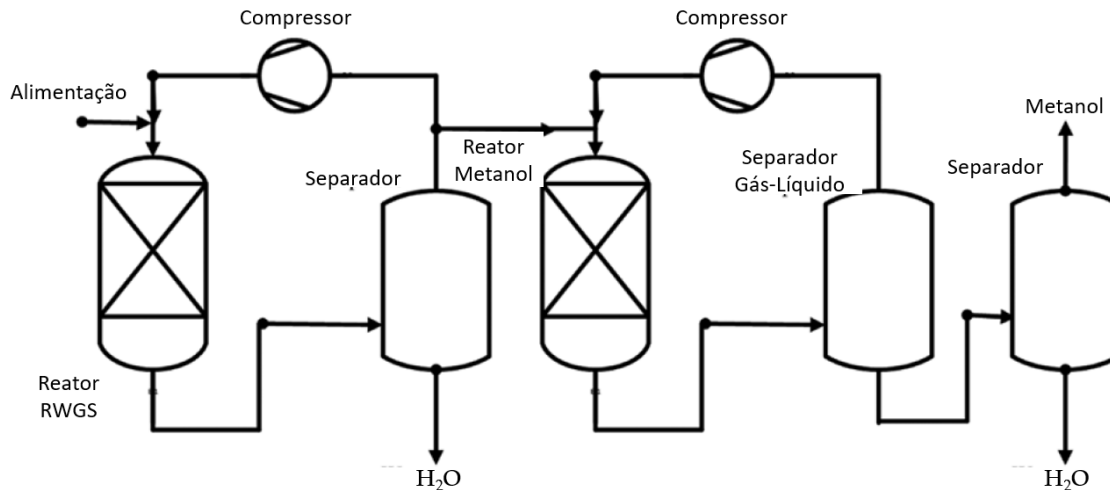 Compressor
Compressor
Alimentação
Metanol
Reator
Metanol
Separador
Separador
Gás-Líquido
Separador
Reator
RWGS
H₂O
H₂O